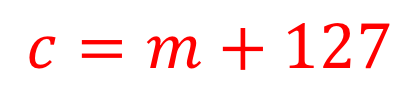 c = m + 127